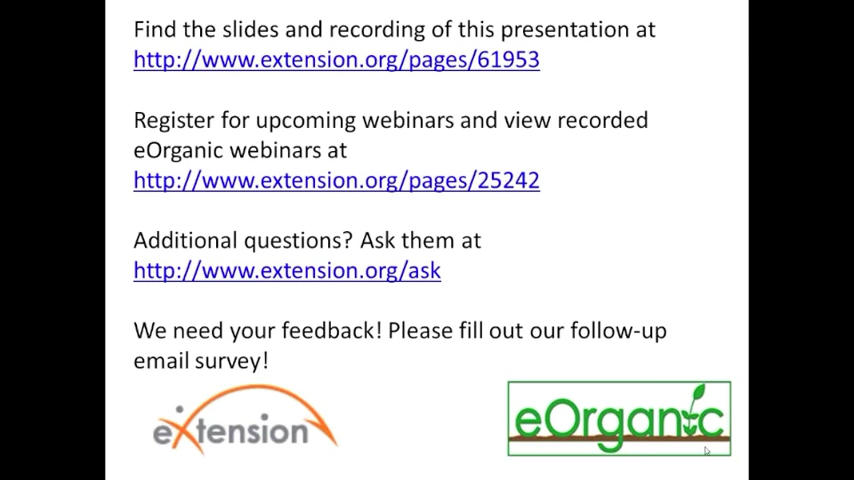 Find the slides and recording of this presentation at
http://www.extension.org/pages/61953
Register for upcoming webinars and view recorded
eOrganic webinars at
http://www.extension.org/pages/25242
Additional questions? Ask them at
http://www.extension.org/ask
We need your feedback! Please fill out our follow-up
email survey!
eXtension
eOrganic